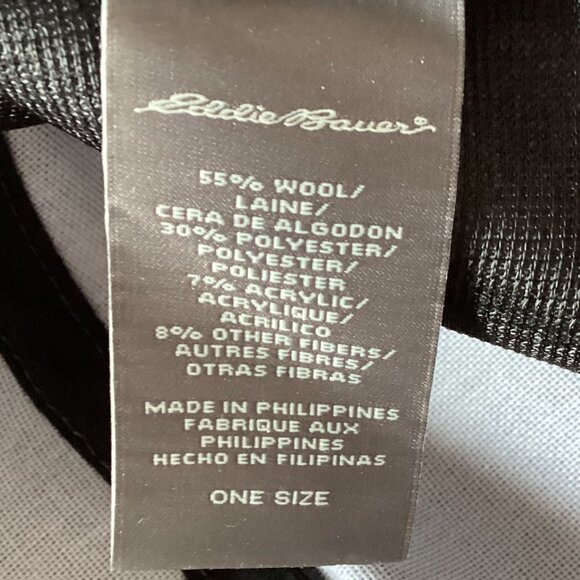 Eddie Bauer®
55% WOOL/
LAINE/
CERA DE ALGODON
30% POLYESTER/
POLYESTER/
POLIESTER
7% ACRYLIC/
ACRYLIQUE/
ACRILICO
8% OTHER FIBERS/
AUTRES FIBRES/
OTRAS FIBRAS
MADE IN PHILIPPINES
FABRIQUE AUX
PHILIPPINES
HECHO EN FILIPINAS
ONE SIZE